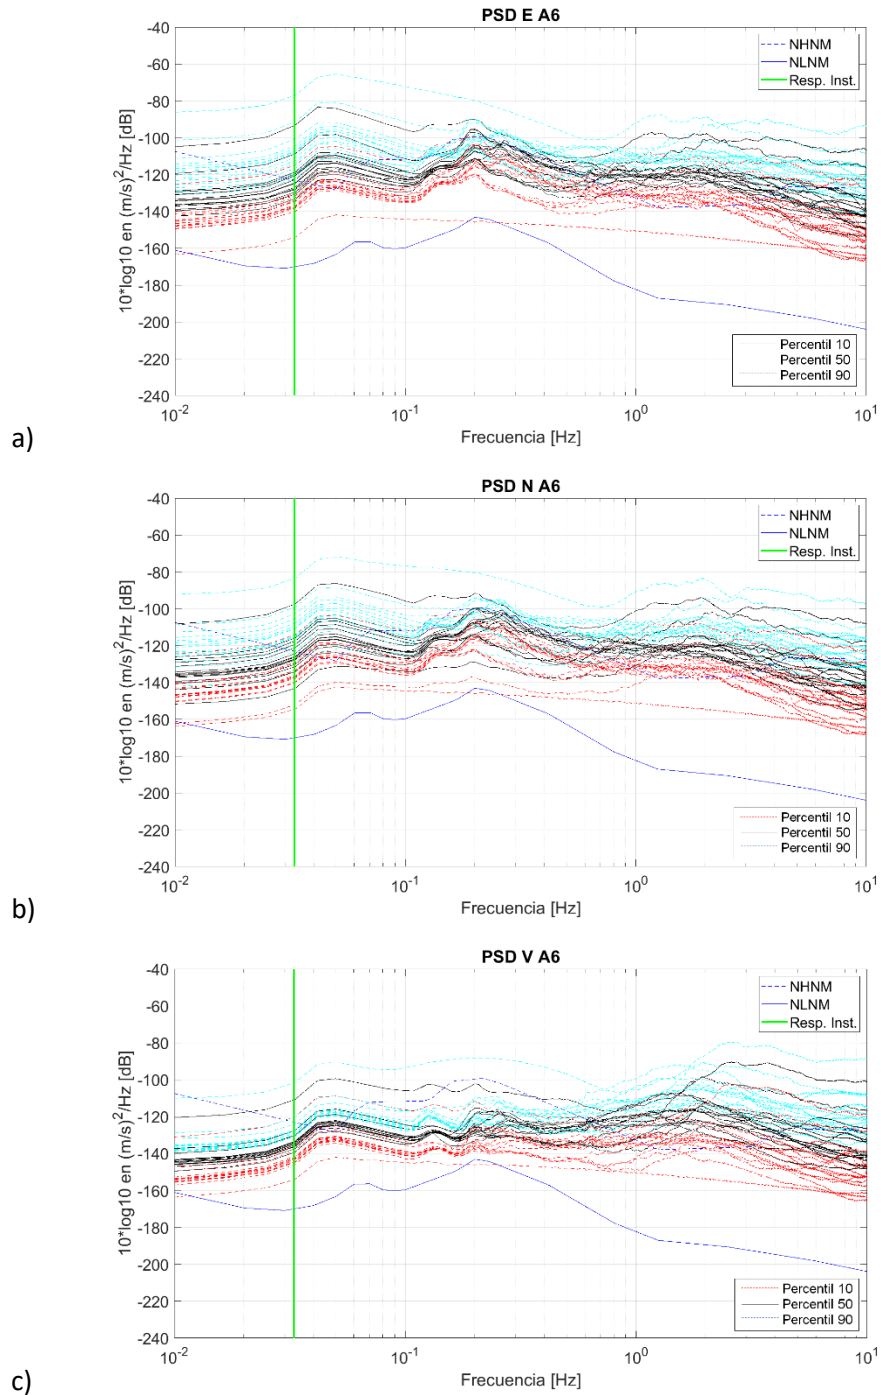 PSD E A6
10*log10 en (m/s)²/Hz [dB]
-40
-60
-80
-100
-120
-140
-160
-180
-200
-220
-240
NHNM
NLNM
Resp. Inst.
Percentil 10
Percentil 50
Percentil 90
10⁻² 10⁻¹ 10⁰ 10¹
Frecuencia [Hz]
a)
PSD N A6
10*log10 en (m/s)²/Hz [dB]
-40
-60
-80
-100
-120
-140
-160
-180
-200
-220
-240
NHNM
NLNM
Resp. Inst.
Percentil 10
Percentil 50
Percentil 90
10⁻² 10⁻¹ 10⁰ 10¹
Frecuencia [Hz]
b)
PSD V A6
10*log10 en (m/s)²/Hz [dB]
-40
-60
-80
-100
-120
-140
-160
-180
-200
-220
-240
NHNM
NLNM
Resp. Inst.
Percentil 10
Percentil 50
Percentil 90
10⁻² 10⁻¹ 10⁰ 10¹
Frecuencia [Hz]
c)